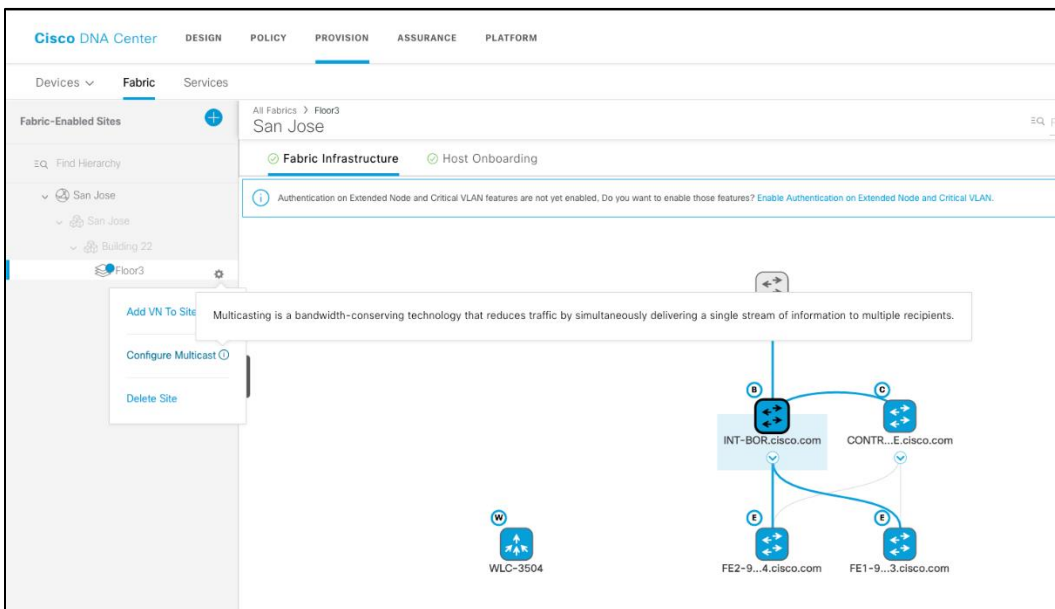 Cisco DNA Center DESIGN POLICY PROVISION ASSURANCE PLATFORM
Devices Fabric Services
Fabric-Enabled Sites
All Fabrics > Floor3
San Jose
EQ
EQ Find Hierarchy
Fabric Infrastructure Host Onboarding
San Jose
Authentication on Extended Node and Critical VLAN features are not yet enabled, Do you want to enable those features? Enable Authentication on Extended Node and Critical VLAN.
San Jose
Building 22
Floor3
Add VN To Site
Multicasting is a bandwidth-conserving technology that reduces traffic by simultaneously delivering a single stream of information to multiple recipients.
Configure Multicast
Delete Site
B
C
INT-BOR.cisco.com
CONTR...E.cisco.com
W
E
E
WLC-3504
FE2-9...4.cisco.com
FE1-9...3.cisco.com